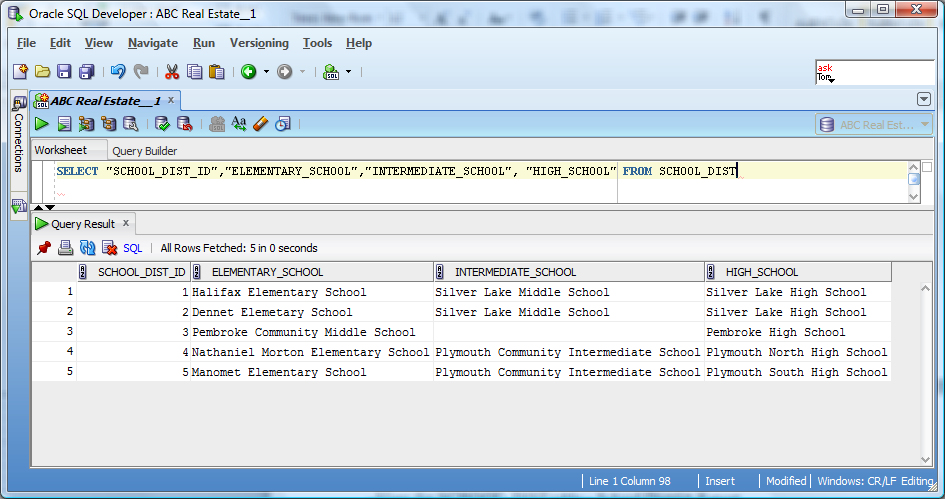 Oracle SQL Developer : ABC Real Estate__1
File Edit View Navigate Run Versioning Tools Help
ask
Tom
Connections
SQL
ABC Real Estate__1 x
SQL
Aa
ABC Real Est...
Worksheet Query Builder
SELECT "SCHOOL_DIST_ID","ELEMENTARY_SCHOOL","INTERMEDIATE_SCHOOL", "HIGH_SCHOOL" FROM SCHOOL_DIST
Query Result x
SQL | All Rows Fetched: 5 in 0 seconds
SCHOOL_DIST_ID ELEMENTARY_SCHOOL INTERMEDIATE_SCHOOL HIGH_SCHOOL
1 1 Halifax Elementary School Silver Lake Middle School Silver Lake High School
2 2 Dennet Elemetary School Silver Lake Middle School Silver Lake High School
3 3 Pembroke Community Middle School Pembroke High School
4 4 Nathaniel Morton Elementary School Plymouth Community Intermediate School Plymouth North High School
5 5 Manomet Elementary School Plymouth Community Intermediate School Plymouth South High School
Line 1 Column 98 Insert Modified Windows: CR/LF Editing